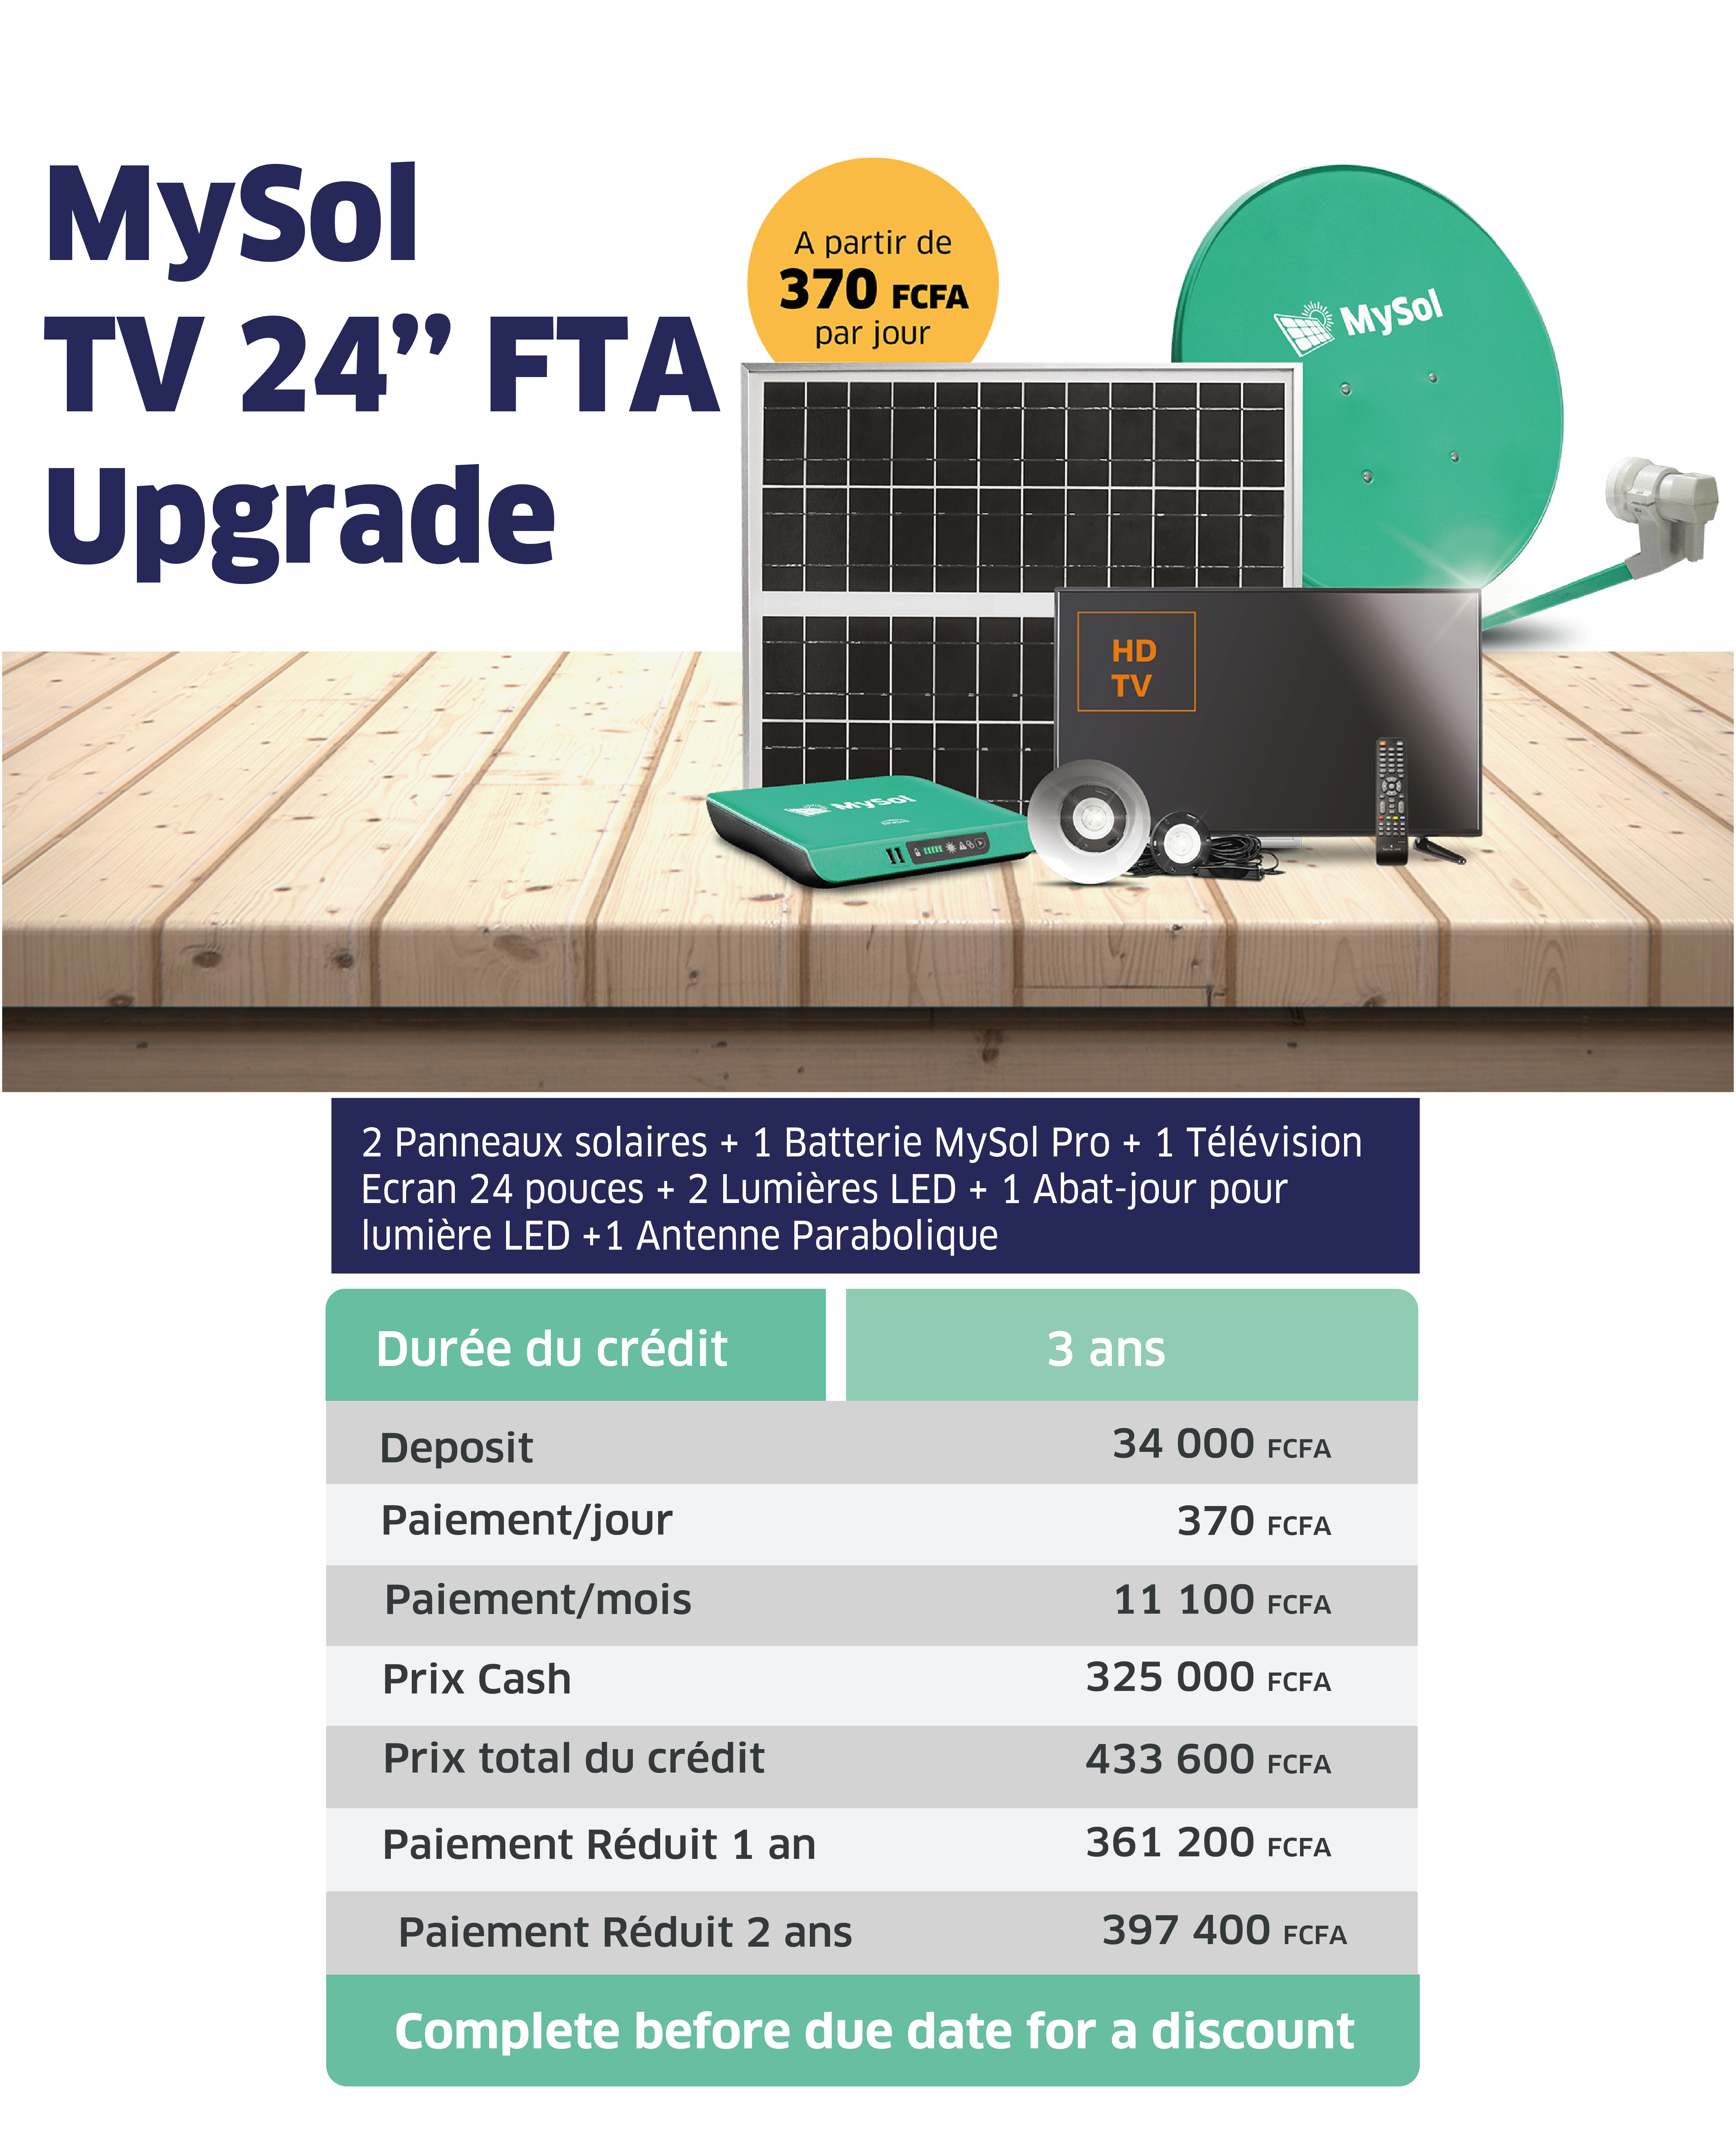 MySol
TV 24” FTA
Upgrade
A partir de
370 FCFA
par jour
MySol
HD
TV
MySol
2 Panneaux solaires + 1 Batterie MySol Pro + 1 Télévision
Ecran 24 pouces + 2 Lumières LED + 1 Abat-jour pour
lumière LED +1 Antenne Parabolique
Durée du crédit 3 ans
Deposit 34 000 FCFA
Paiement/jour 370 FCFA
Paiement/mois 11 100 FCFA
Prix Cash 325 000 FCFA
Prix total du crédit 433 600 FCFA
Paiement Réduit 1 an 361 200 FCFA
Paiement Réduit 2 ans 397 400 FCFA
Complete before due date for a discount